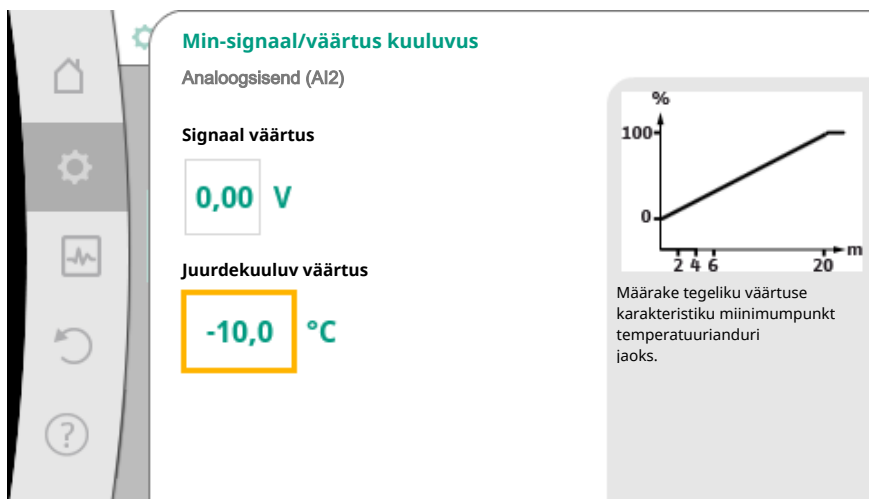 Min-signaal/väärtus kuuluvus
Analoogsisend (AI2)
Signaal väärtus
0,00 V
Juurdekuuluv väärtus
-10,0 °C
%
100
0
2 4 6 20
m
Määrake tegeliku väärtuse
karakteristiku miinimumpunkt
temperatuurianduri
jaoks.
?